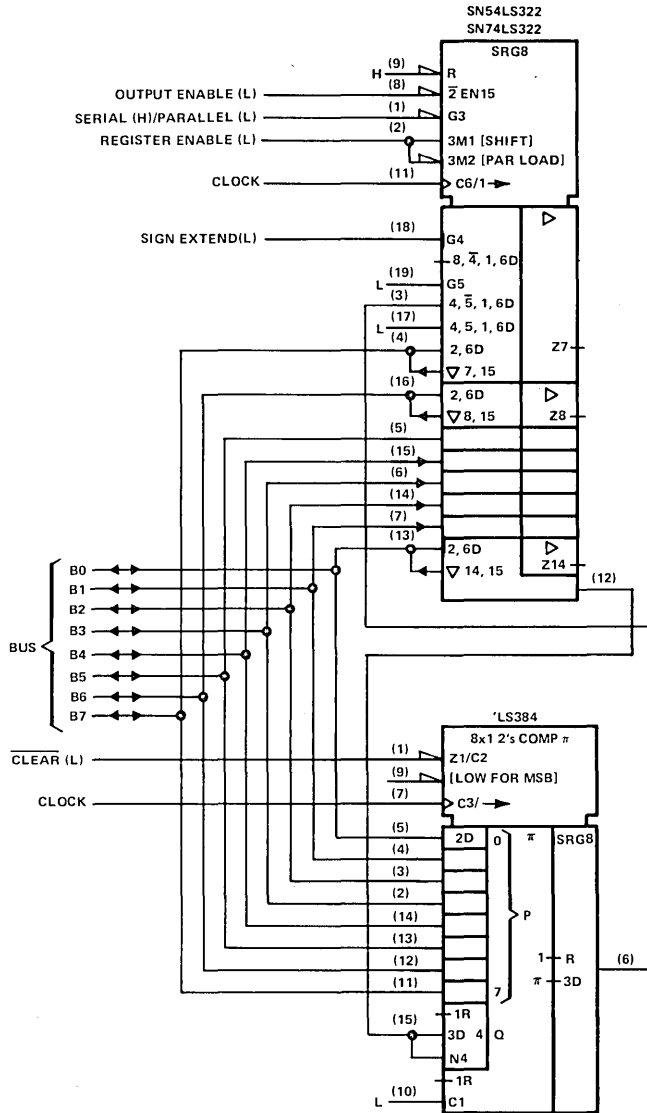 SN54LS322
SN74LS322
SRG8
H (9) R
OUTPUT ENABLE (L) (8) 2̅ EN15
SERIAL (H)/PARALLEL (L) (1) G3
REGISTER ENABLE (L) (2) 3M1 [SHIFT]
3M2 [PAR LOAD]
CLOCK (11) C6/1
SIGN EXTEND(L) (18) G4
8, 4̅, 1, 6D
L (19) G5
(3) 4, 5̅, 1, 6D
L (17) 4, 5, 1, 6D
(4) 2, 6D Z7
7, 15
(16) 2, 6D
8, 15 Z8
(5)
(15)
(6)
(14)
(7)
(13) 2, 6D
14, 15 Z14
(12)
BUS
B0
B1
B2
B3
B4
B5
B6
B7
'LS384
8x1 2's COMP π
C̅L̅E̅A̅R̅ (L) (1) Z1/C2
(9) [LOW FOR MSB]
CLOCK (7) C3/
(5) 2D 0 π SRG8
(4)
(3)
(2)
(14) P
(13)
(12) 1 R (6)
(11) 7 π 3D
1R
(15) 3D 4 Q
N4
1R
L (10) C1